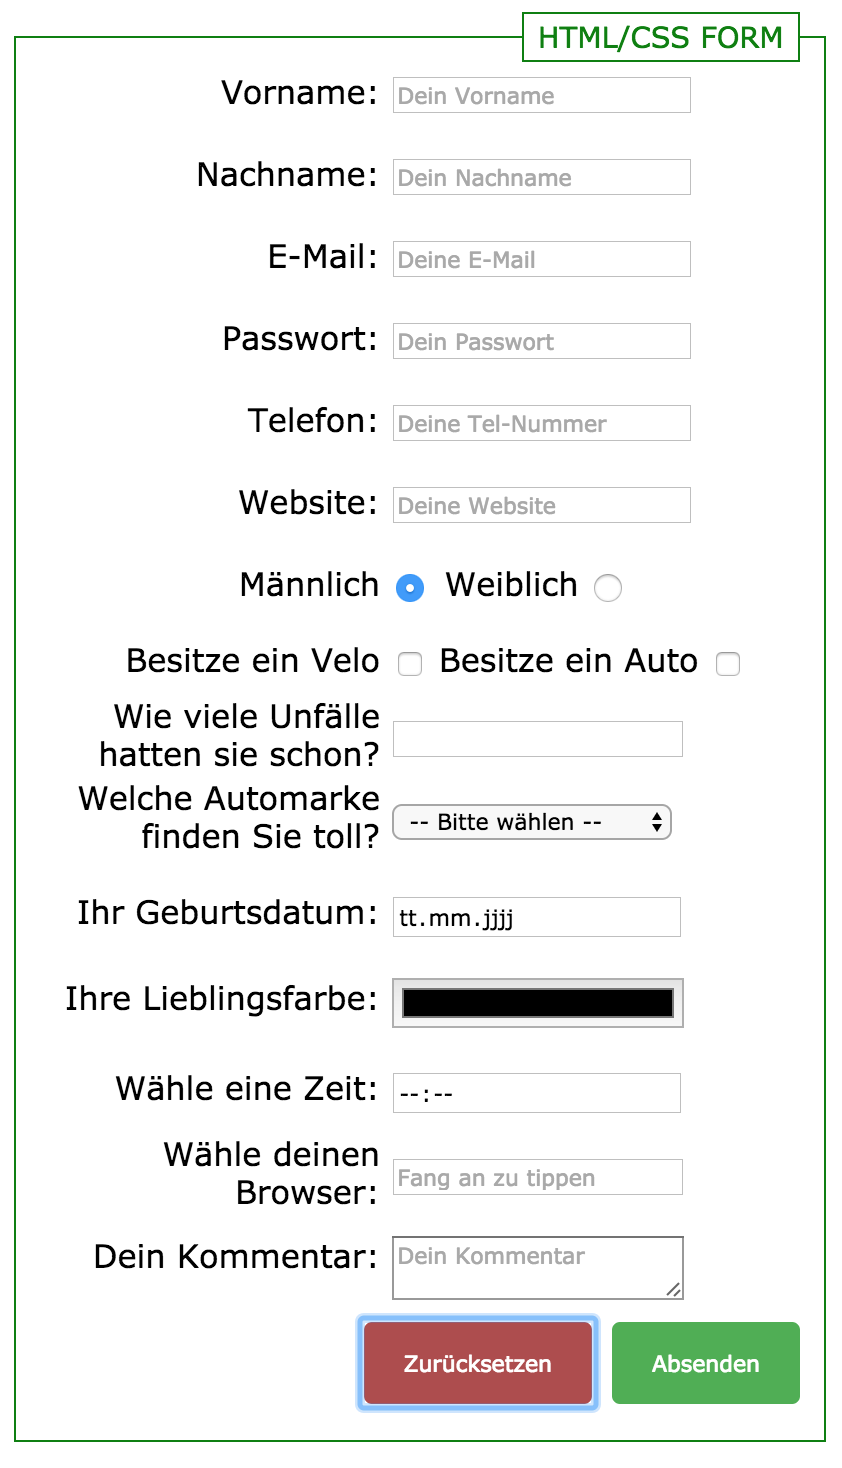 HTML/CSS FORM
Vorname: Dein Vorname
Nachname: Dein Nachname
E-Mail: Deine E-Mail
Passwort: Dein Passwort
Telefon: Deine Tel-Nummer
Website: Deine Website
Männlich Weiblich
Besitze ein Velo Besitze ein Auto
Wie viele Unfälle
hatten sie schon?
Welche Automarke
finden Sie toll? -- Bitte wählen --
Ihr Geburtsdatum: tt.mm.jjjj
Ihre Lieblingsfarbe:
Wähle eine Zeit: --:--
Wähle deinen
Browser: Fang an zu tippen
Dein Kommentar: Dein Kommentar
Zurücksetzen Absenden